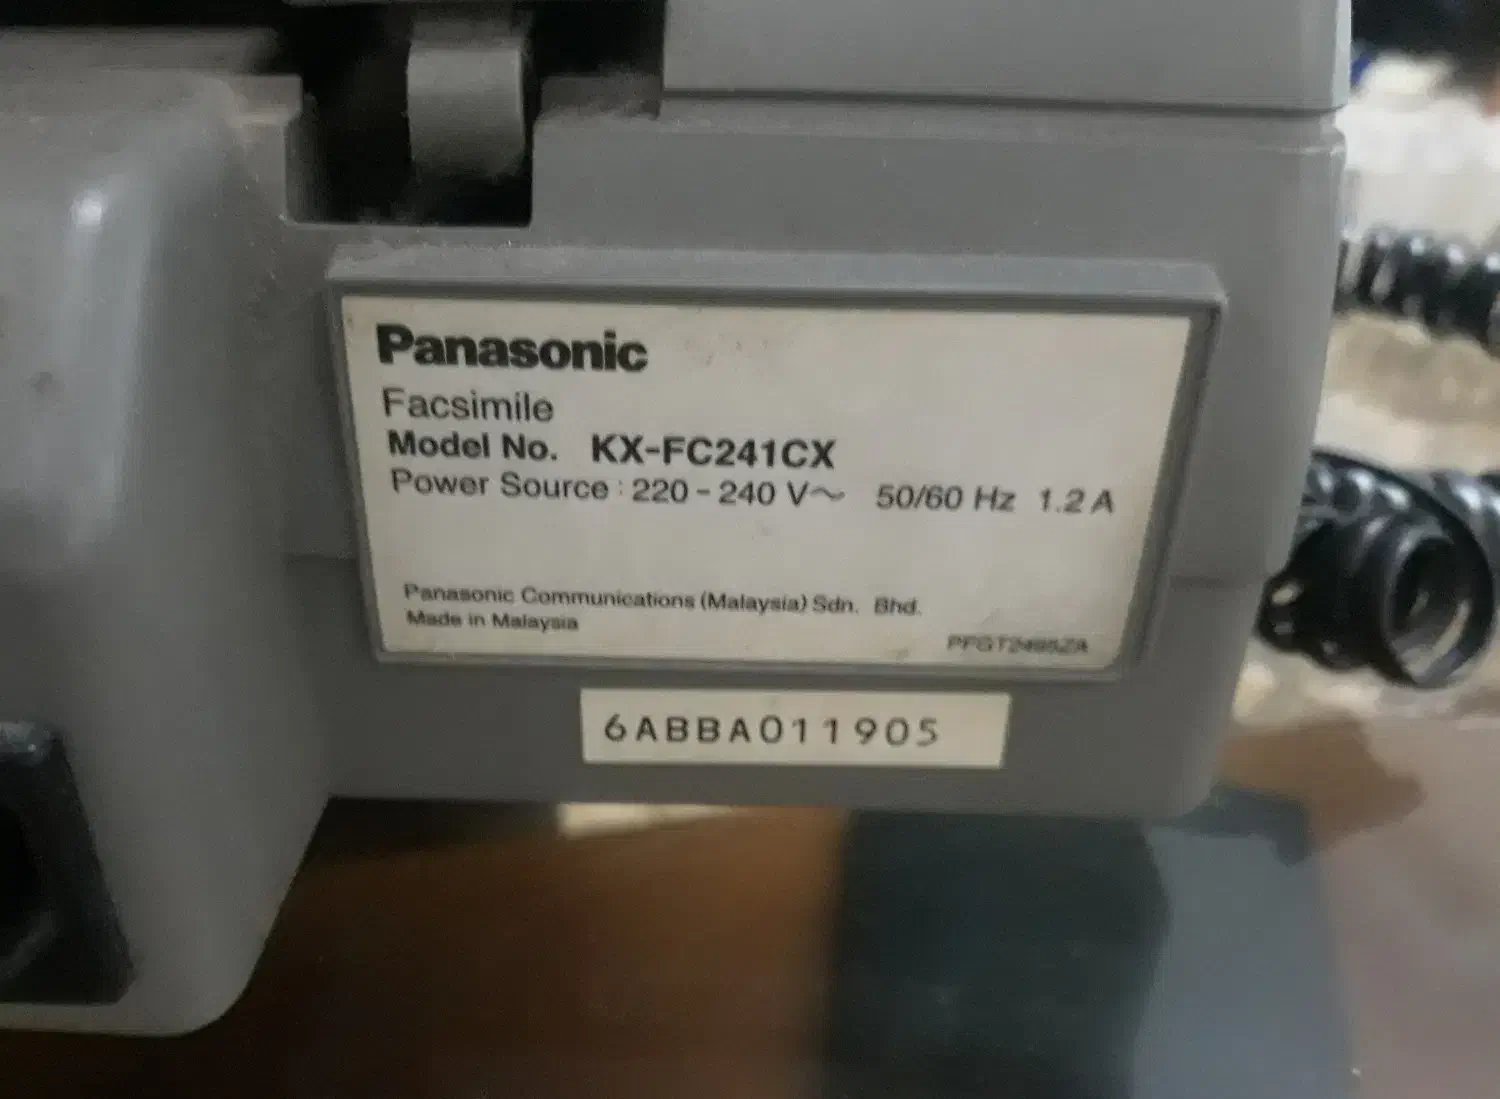 Panasonic
Facsimile
Model No. KX-FC241CX
Power Source : 220 - 240 V～ 50/60 Hz 1.2 A
Panasonic Communications (Malaysia) Sdn. Bhd.
Made in Malaysia
6ABBA011905